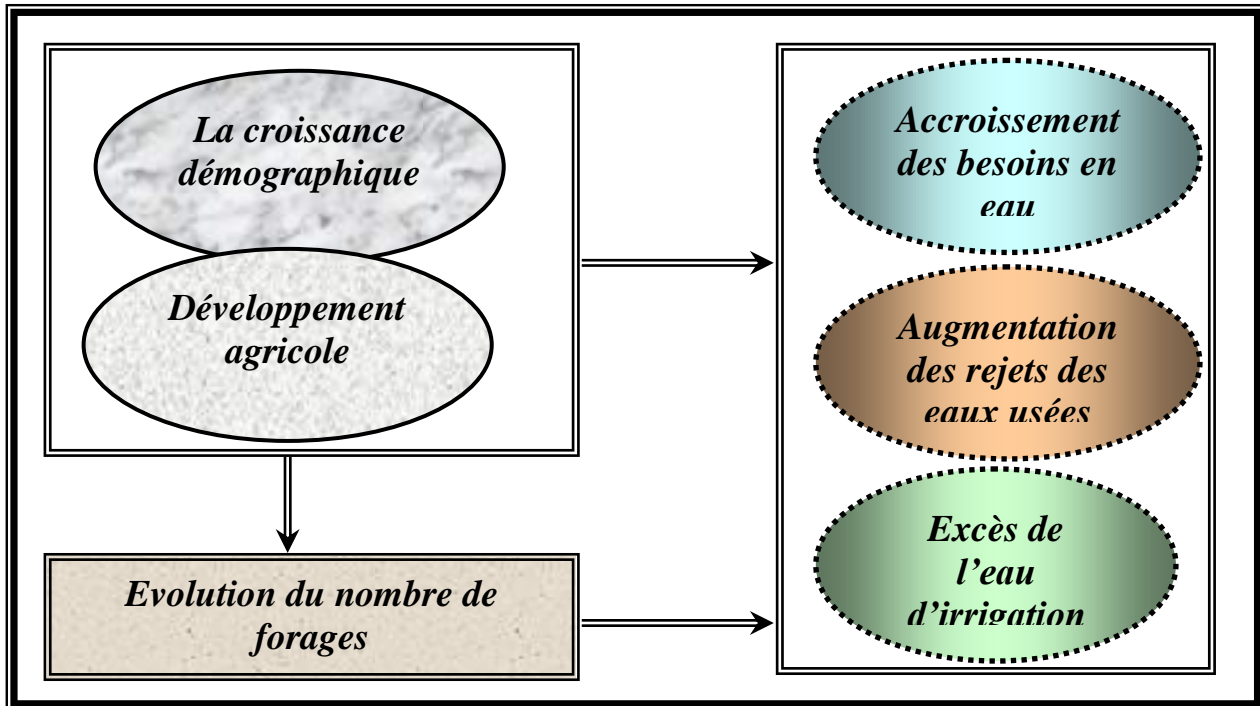 La croissance
démographique
Développement
agricole
Evolution du nombre de
forages
Accroissement
des besoins en
eau
Augmentation
des rejets des
eaux usées
Excès de
l’eau
d’irrigation